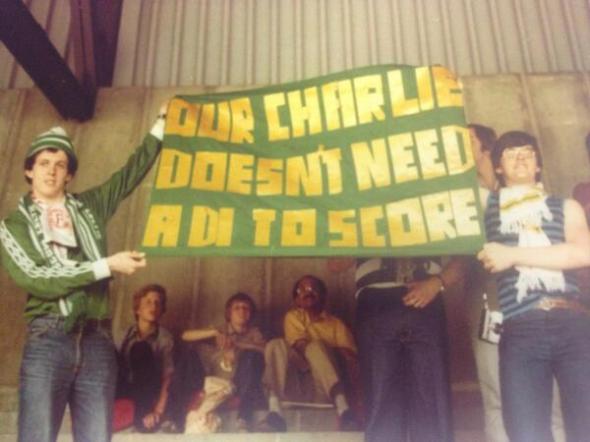 OUR CHARLIE
DOESN'T NEED
A DI TO SCORE